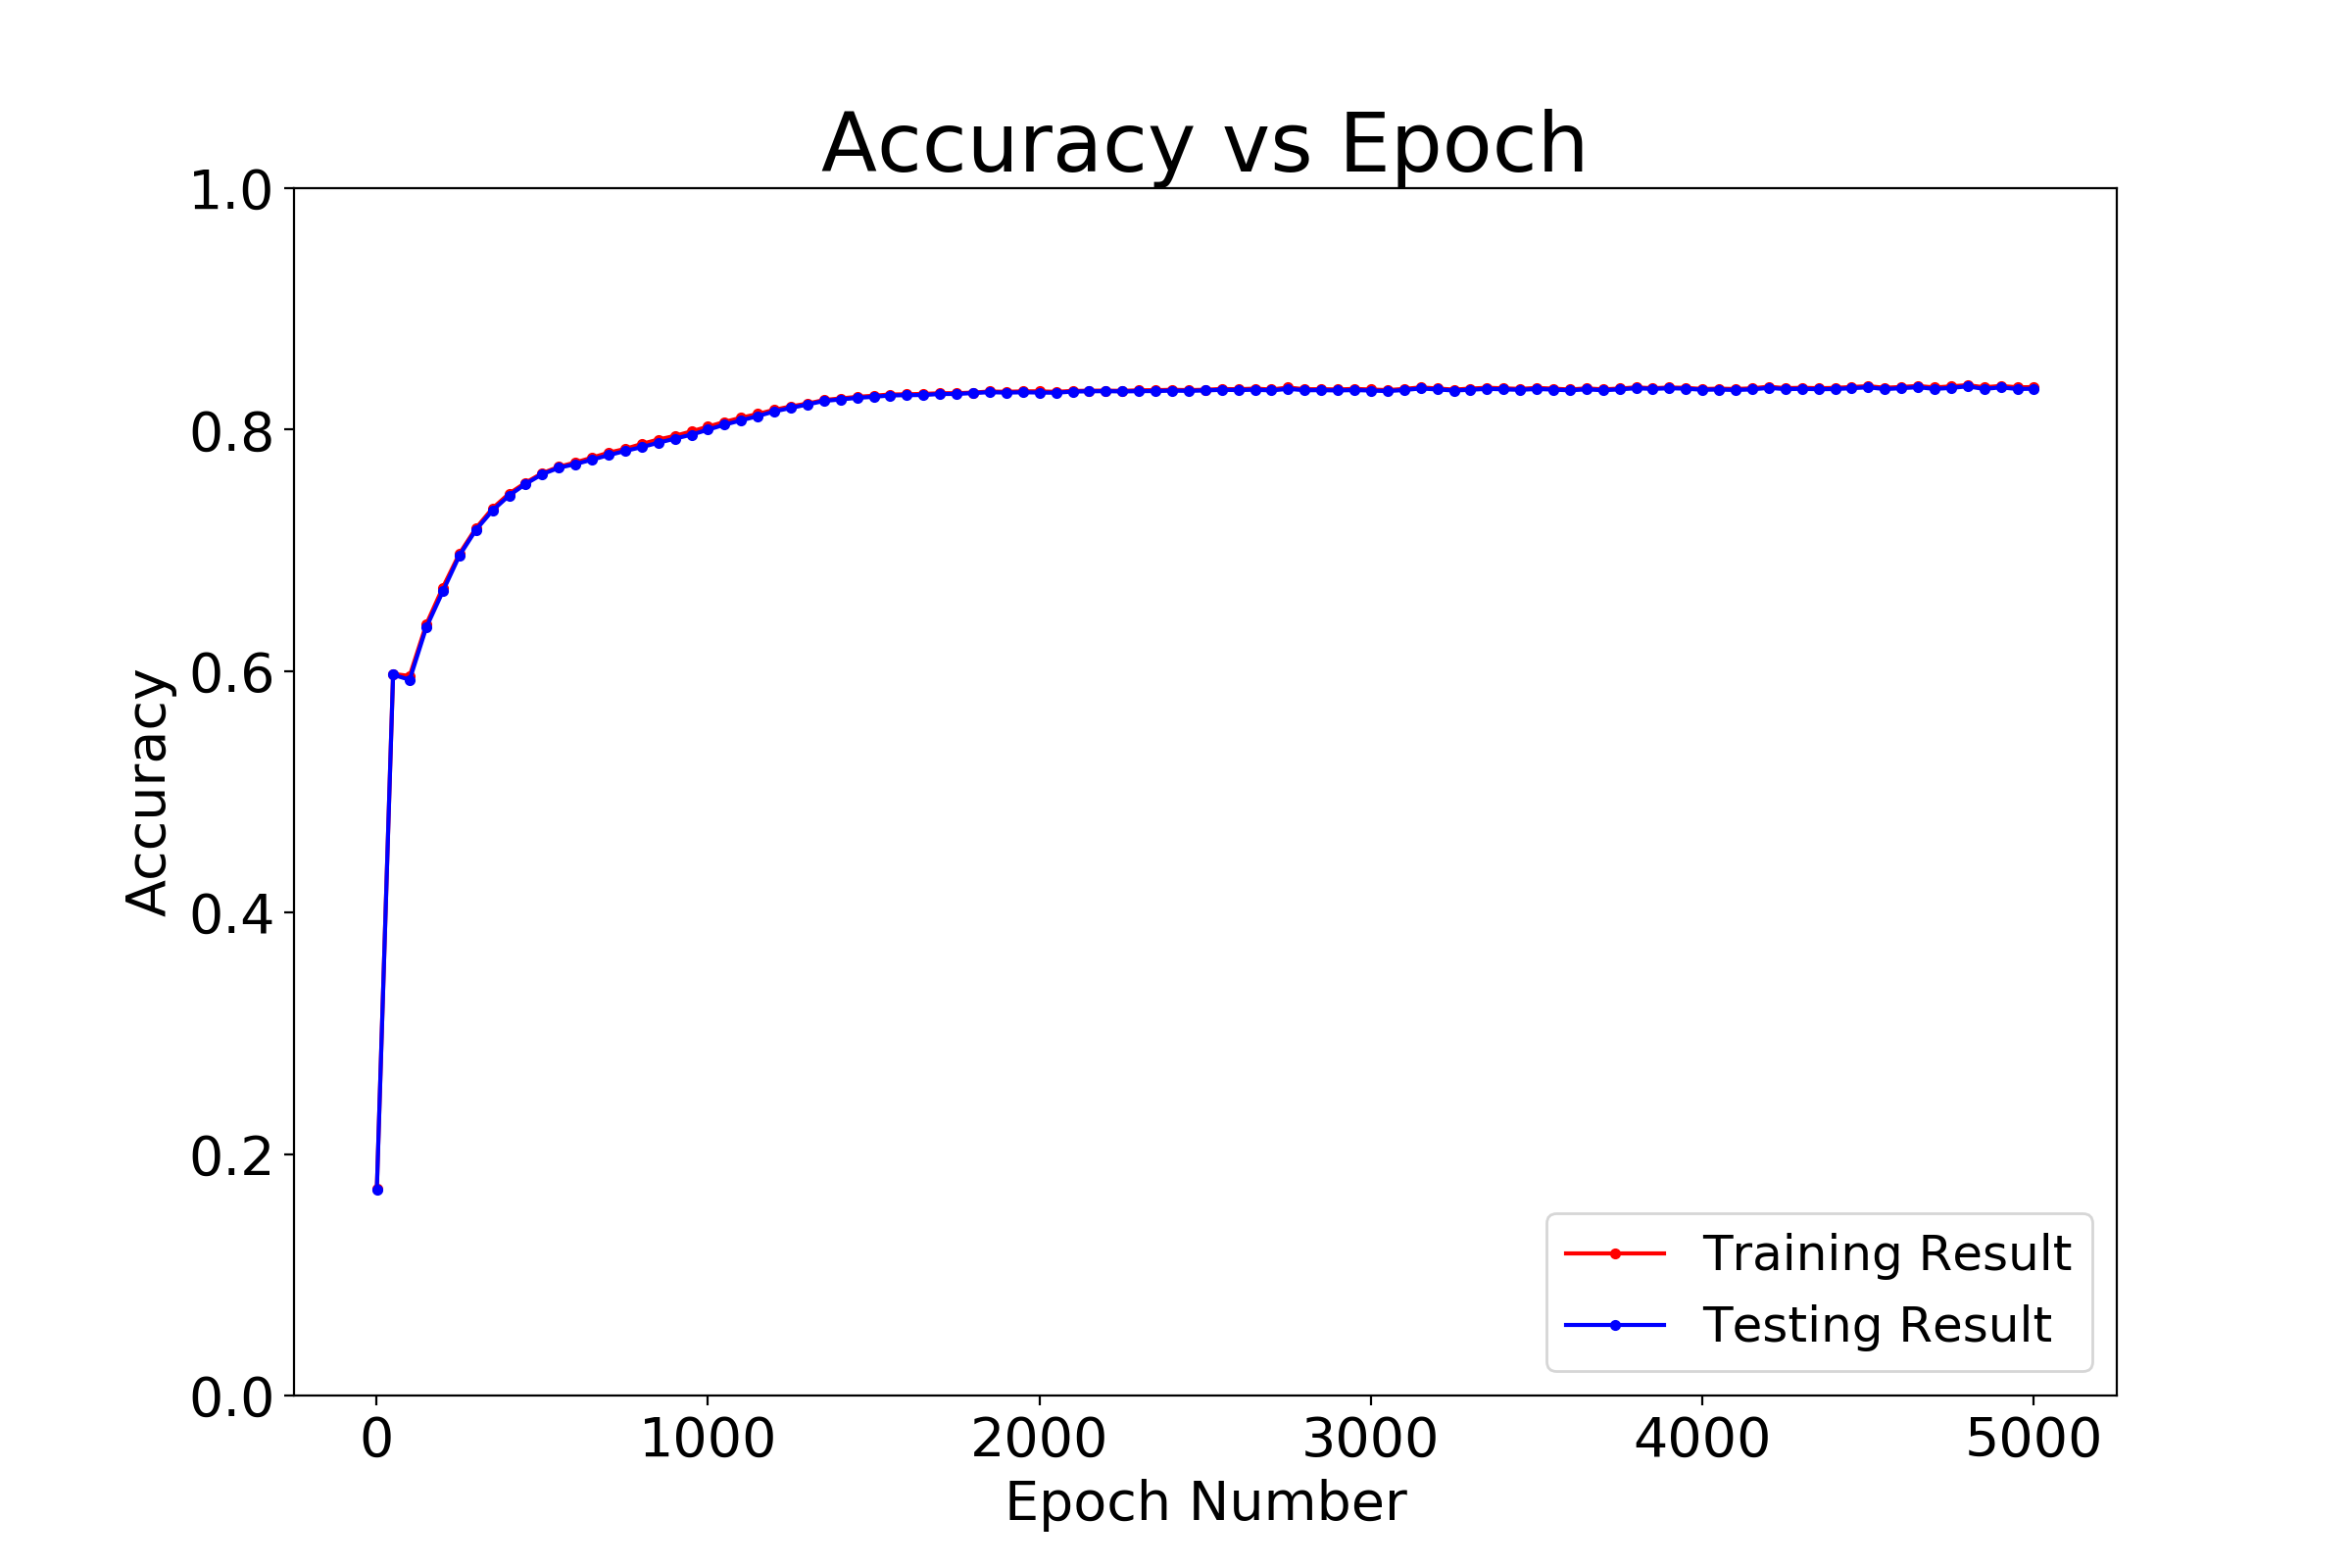 Accuracy vs Epoch
1.0
0.8
0.6
0.4
0.2
0.0
Accuracy
0 1000 2000 3000 4000 5000
Epoch Number
Training Result
Testing Result